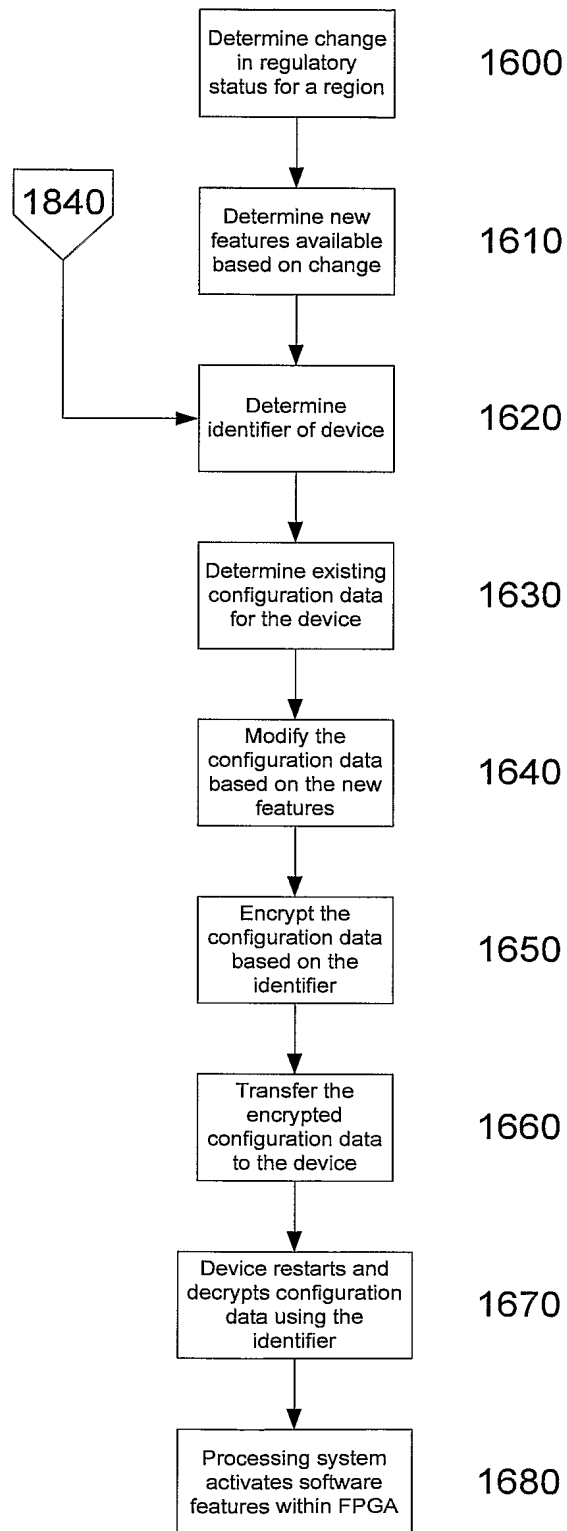 Determine change
in regulatory
status for a region
1600
1840
Determine new
features available
based on change
1610
Determine
identifier of device
1620
Determine existing
configuration data
for the device
1630
Modify the
configuration data
based on the new
features
1640
Encrypt the
configuration data
based on the
identifier
1650
Transfer the
encrypted
configuration data
to the device
1660
Device restarts and
decrypts configuration
data using the
identifier
1670
Processing system
activates software
features within FPGA
1680